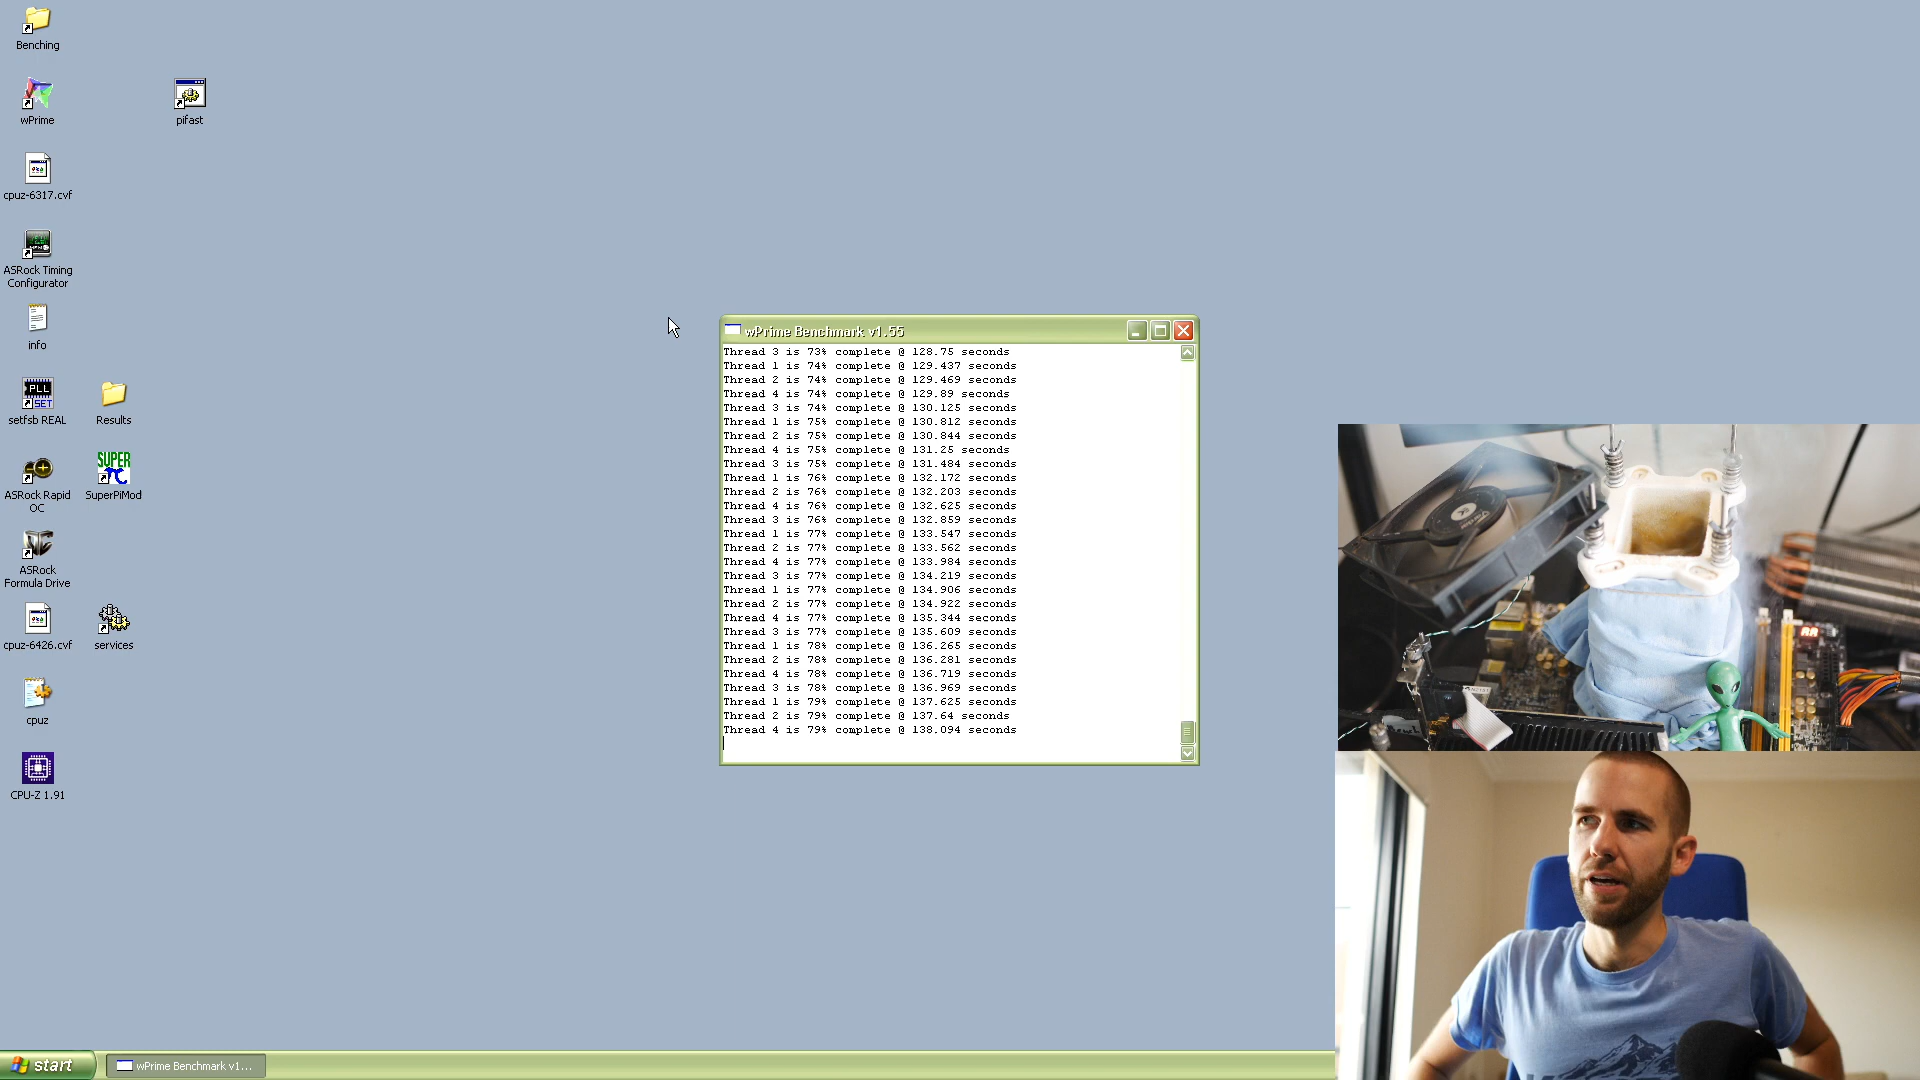 Benching
wPrime
pifast
cpuz-6317.cvf
ASRock Timing
Configurator
info
PLL
SET
setfsb REAL
Results
ASRock Rapid
OC
SUPER
SuperPiMod
ASRock
Formula Drive
cpuz-6426.cvf
services
cpuz
CPU-Z 1.91
wPrime Benchmark v1.55
Thread 3 is 73% complete @ 128.75 seconds
Thread 1 is 74% complete @ 129.437 seconds
Thread 2 is 74% complete @ 129.469 seconds
Thread 4 is 74% complete @ 129.89 seconds
Thread 3 is 74% complete @ 130.125 seconds
Thread 1 is 75% complete @ 130.812 seconds
Thread 2 is 75% complete @ 130.844 seconds
Thread 4 is 75% complete @ 131.25 seconds
Thread 3 is 75% complete @ 131.484 seconds
Thread 1 is 76% complete @ 132.172 seconds
Thread 2 is 76% complete @ 132.203 seconds
Thread 4 is 76% complete @ 132.625 seconds
Thread 3 is 76% complete @ 132.859 seconds
Thread 1 is 77% complete @ 133.547 seconds
Thread 2 is 77% complete @ 133.562 seconds
Thread 4 is 77% complete @ 133.984 seconds
Thread 3 is 77% complete @ 134.219 seconds
Thread 1 is 77% complete @ 134.906 seconds
Thread 2 is 77% complete @ 134.922 seconds
Thread 4 is 77% complete @ 135.344 seconds
Thread 3 is 77% complete @ 135.609 seconds
Thread 1 is 78% complete @ 136.265 seconds
Thread 2 is 78% complete @ 136.281 seconds
Thread 4 is 78% complete @ 136.719 seconds
Thread 3 is 78% complete @ 136.969 seconds
Thread 1 is 79% complete @ 137.625 seconds
Thread 2 is 79% complete @ 137.64 seconds
Thread 4 is 79% complete @ 138.094 seconds
start
wPrime Benchmark v1...